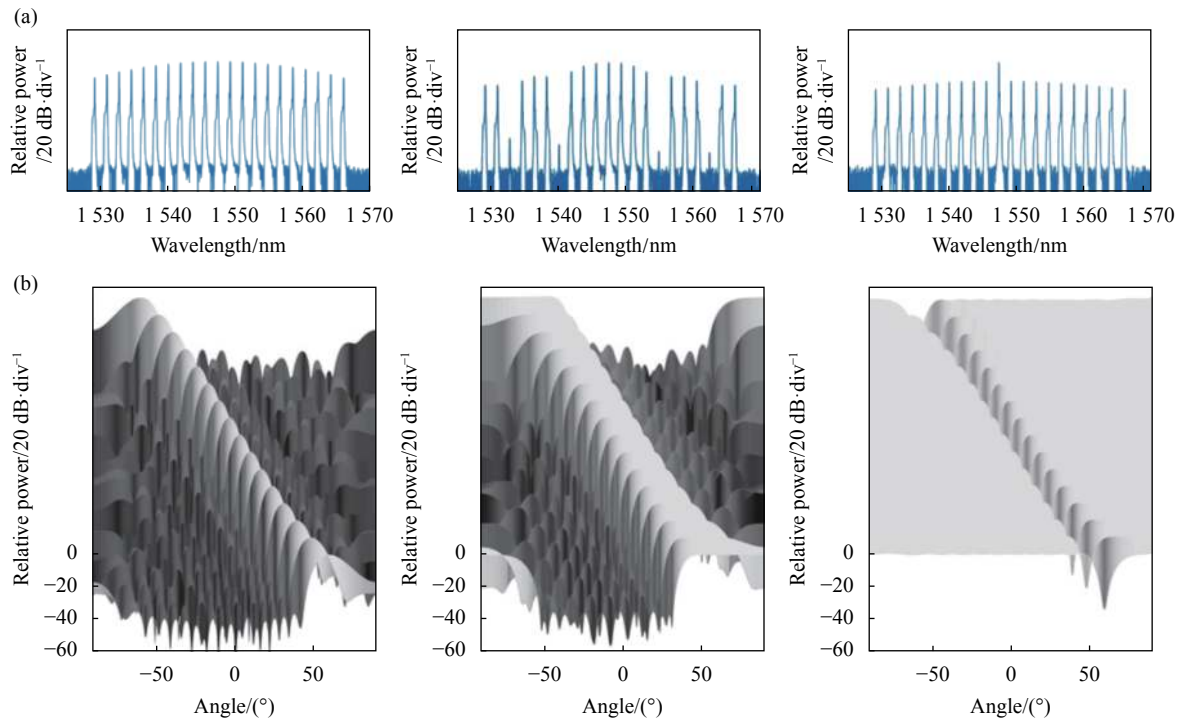 (a)
Relative power
/20 dB·div⁻¹
1 530 1 540 1 550 1 560 1 570
Wavelength/nm
Relative power
/20 dB·div⁻¹
1 530 1 540 1 550 1 560 1 570
Wavelength/nm
Relative power
/20 dB·div⁻¹
1 530 1 540 1 550 1 560 1 570
Wavelength/nm
(b)
Relative power/20 dB·div⁻¹
0
−20
−40
−60
−50 0 50
Angle/(°)
Relative power/20 dB·div⁻¹
0
−20
−40
−60
−50 0 50
Angle/(°)
Relative power/20 dB·div⁻¹
0
−20
−40
−60
−50 0 50
Angle/(°)